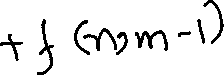 + f (n, m - 1)